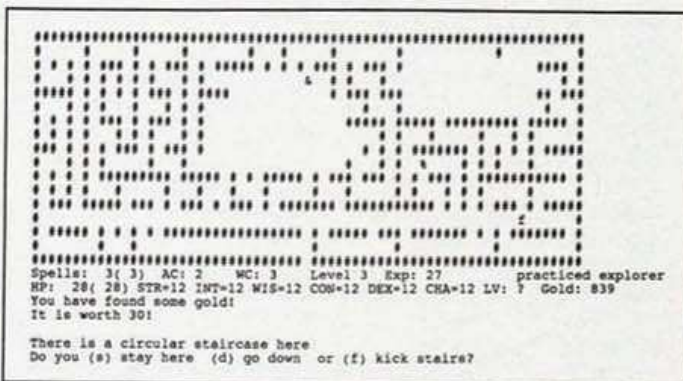 Spells: 3( 3) AC: 2 WC: 3 Level 3 Exp: 27 practiced explorer
HP: 28( 28) STR=12 INT=12 WIS=12 CON=12 DEX=12 CHA=12 LV: ? Gold: 839
You have found some gold!
It is worth 30!
There is a circular staircase here
Do you (s) stay here (d) go down or (f) kick stairs?